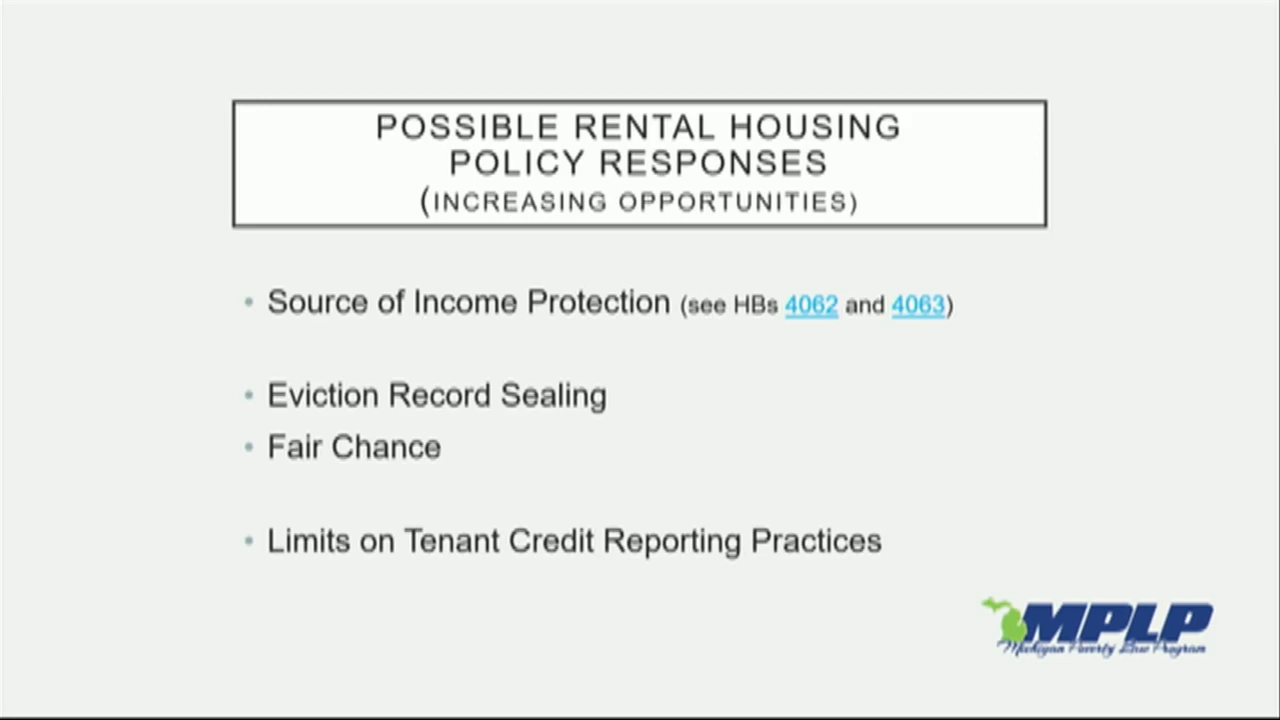 POSSIBLE RENTAL HOUSING
POLICY RESPONSES
(INCREASING OPPORTUNITIES)
• Source of Income Protection (see HBs 4062 and 4063)
• Eviction Record Sealing
• Fair Chance
• Limits on Tenant Credit Reporting Practices
MPLP
Michigan Poverty Law Program